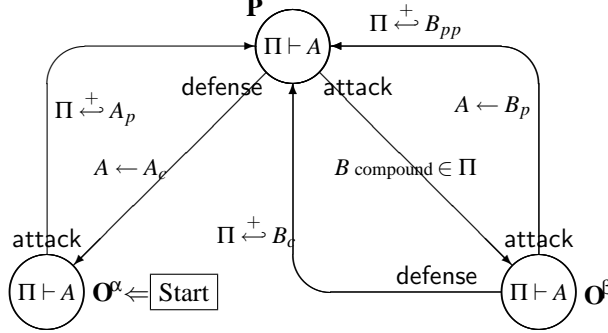 P
Π ⊢ A
Π ↩⁺ B_pp
defense attack
Π ↩⁺ A_p
A ← B_p
A ← A_c
B compound ∈ Π
Π ↩⁺ B_c
attack
attack
defense
Π ⊢ A O^α ⇐ Start
Π ⊢ A O^β